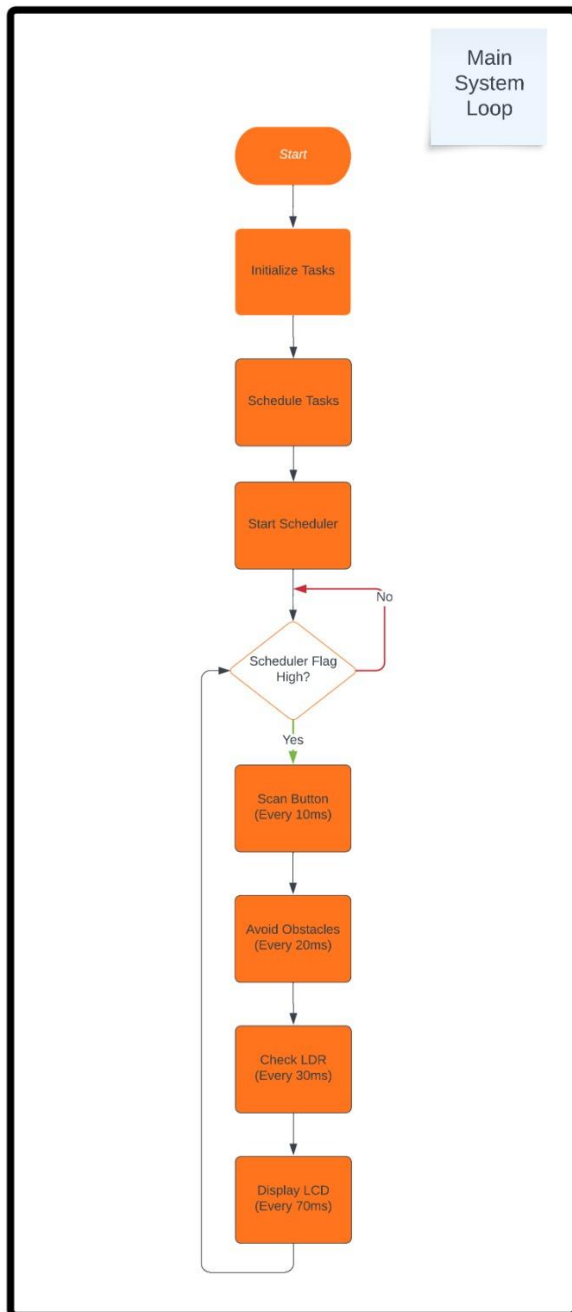 Main
System
Loop
Start
Initialize Tasks
Schedule Tasks
Start Scheduler
No
Scheduler Flag
High?
Yes
Scan Button
(Every 10ms)
Avoid Obstacles
(Every 20ms)
Check LDR
(Every 30ms)
Display LCD
(Every 70ms)